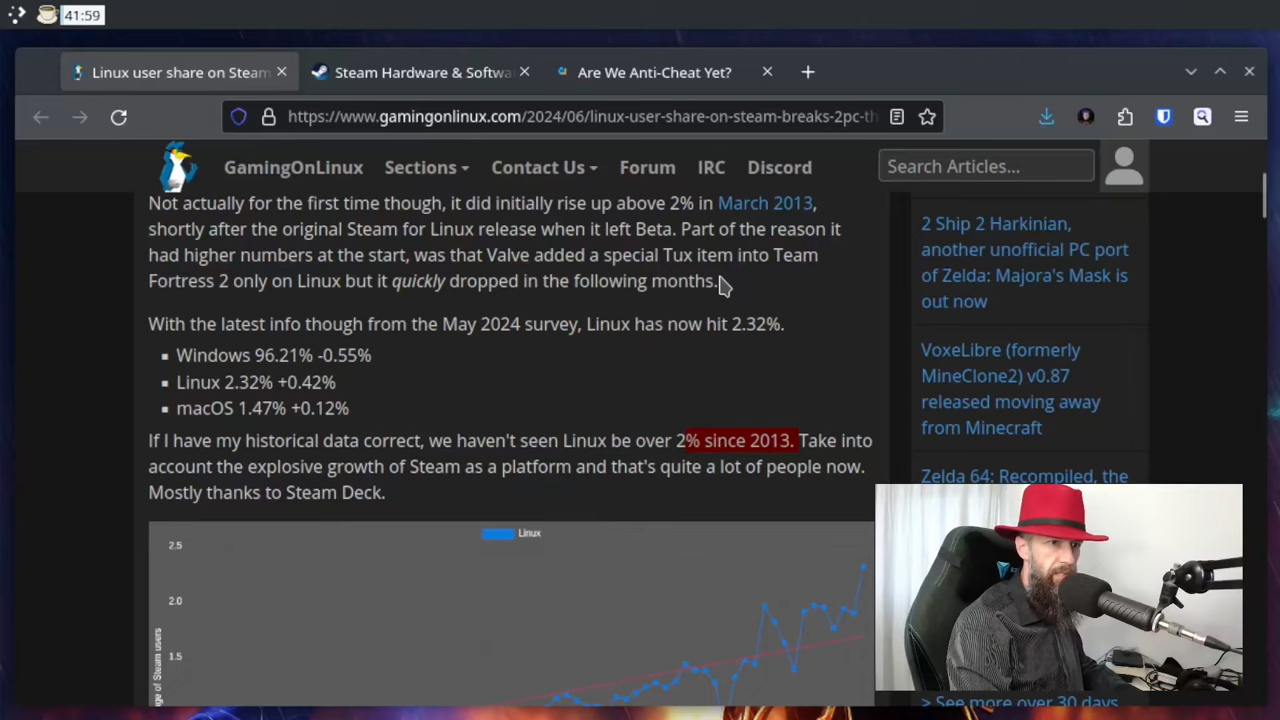 41:59
Linux user share on Steam
Steam Hardware & Softwa
Are We Anti-Cheat Yet?
https://www.gamingonlinux.com/2024/06/linux-user-share-on-steam-breaks-2pc-th
GamingOnLinux
Sections
Contact Us
Forum
IRC
Discord
Search Articles...
Not actually for the first time though, it did initially rise up above 2% in March 2013,
shortly after the original Steam for Linux release when it left Beta. Part of the reason it
had higher numbers at the start, was that Valve added a special Tux item into Team
Fortress 2 only on Linux but it quickly dropped in the following months.
With the latest info though from the May 2024 survey, Linux has now hit 2.32%.
▪ Windows 96.21% -0.55%
▪ Linux 2.32% +0.42%
▪ macOS 1.47% +0.12%
If I have my historical data correct, we haven't seen Linux be over 2% since 2013. Take into
account the explosive growth of Steam as a platform and that's quite a lot of people now.
Mostly thanks to Steam Deck.
Linux
2.5
2.0
1.5
ge of Steam users
2 Ship 2 Harkinian,
another unofficial PC port
of Zelda: Majora's Mask is
out now
VoxeLibre (formerly
MineClone2) v0.87
released moving away
from Minecraft
Zelda 64: Recompiled, the
> See more over 30 days